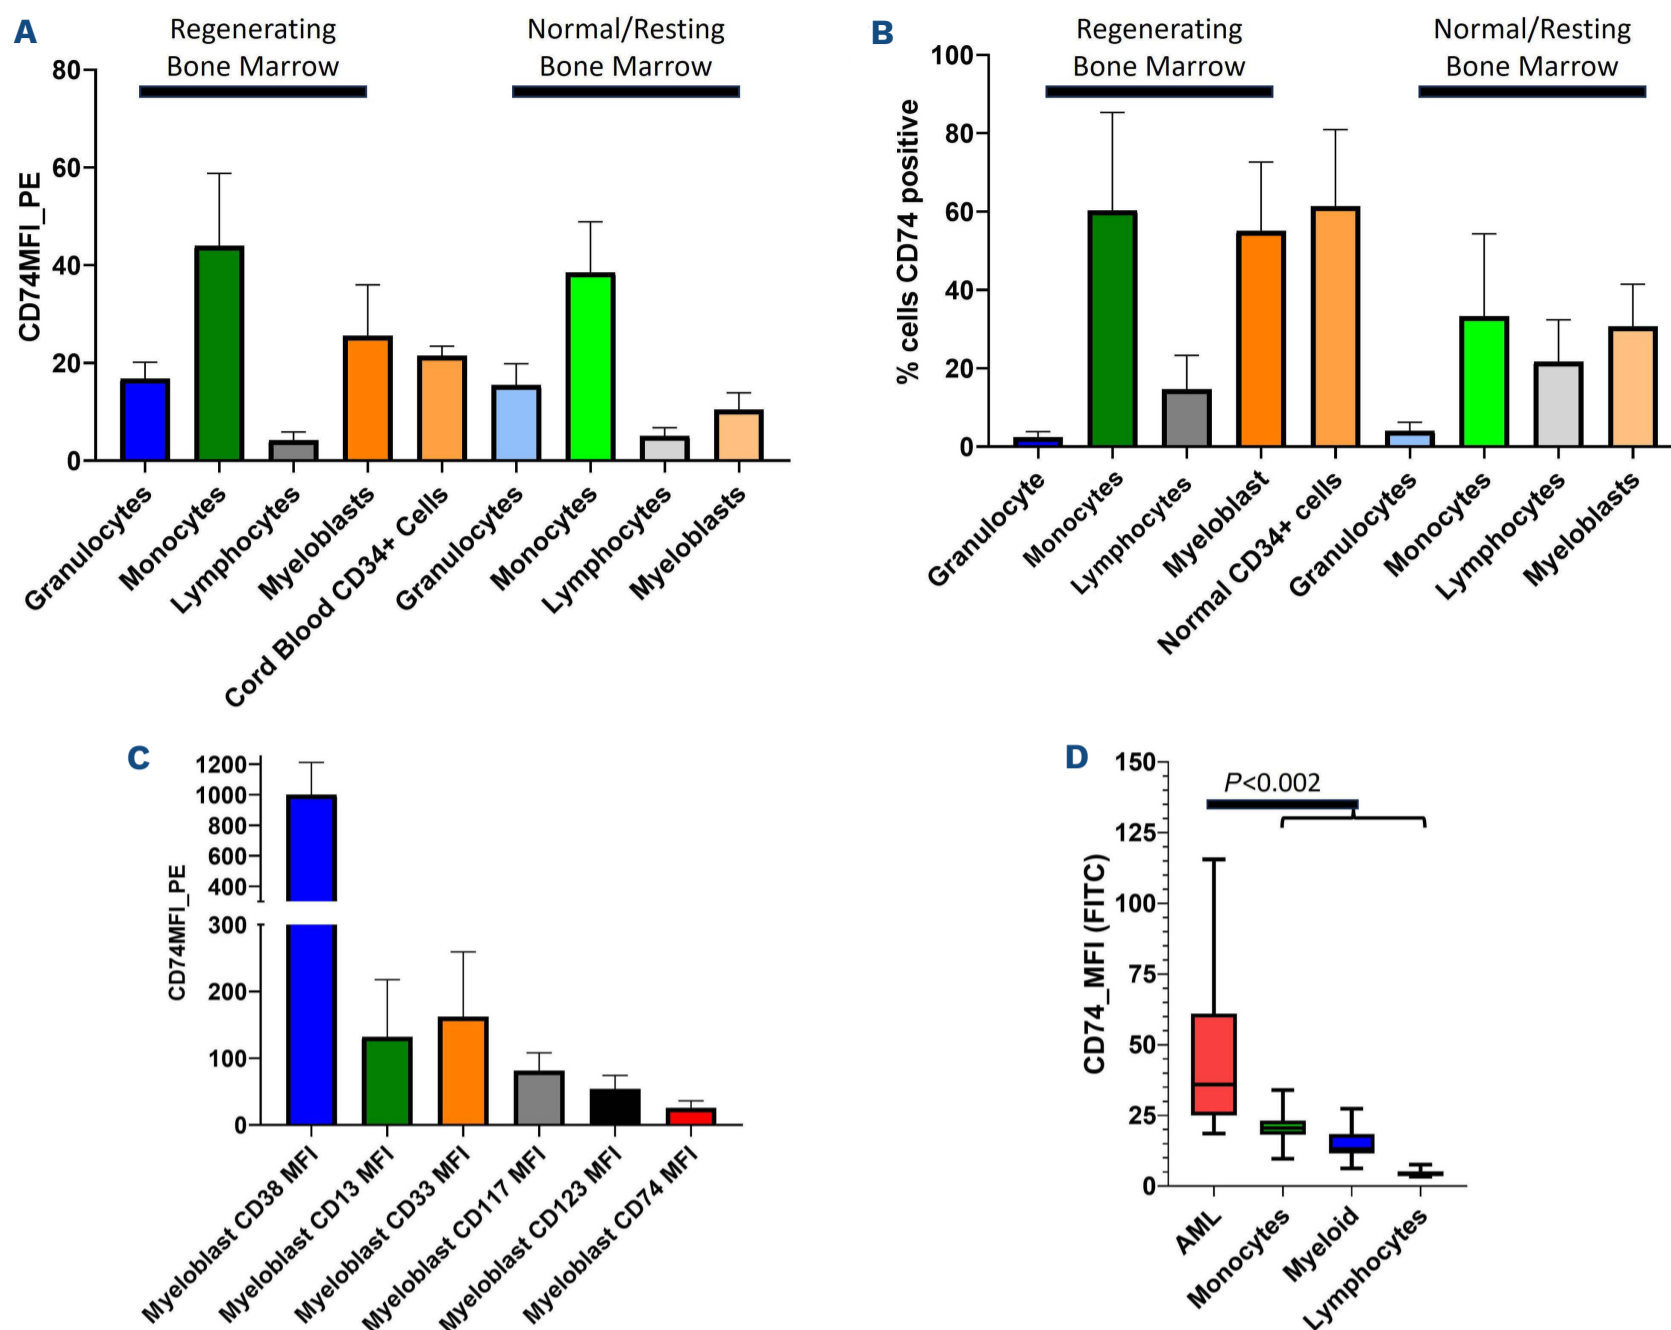 A
Regenerating
Bone Marrow
Normal/Resting
Bone Marrow
CD74MFI_PE
80
60
40
20
0
Granulocytes
Monocytes
Lymphocytes
Myeloblasts
Cord Blood CD34+ Cells
Granulocytes
Monocytes
Lymphocytes
Myeloblasts
B
Regenerating
Bone Marrow
Normal/Resting
Bone Marrow
% cells CD74 positive
100
80
60
40
20
0
Granulocyte
Monocytes
Lymphocytes
Myeloblast
Normal CD34+ cells
Granulocytes
Monocytes
Lymphocytes
Myeloblasts
C
CD74MFI_PE
1200
1000
800
600
400
300
200
100
0
Myeloblast CD38 MFI
Myeloblast CD13 MFI
Myeloblast CD33 MFI
Myeloblast CD117 MFI
Myeloblast CD123 MFI
Myeloblast CD74 MFI
D
P<0.002
CD74_MFI (FITC)
150
125
100
75
50
25
0
AML
Monocytes
Myeloid
Lymphocytes